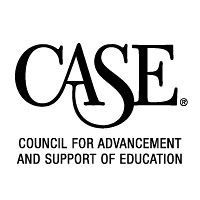 CASE®
COUNCIL FOR ADVANCEMENT
AND SUPPORT OF EDUCATION